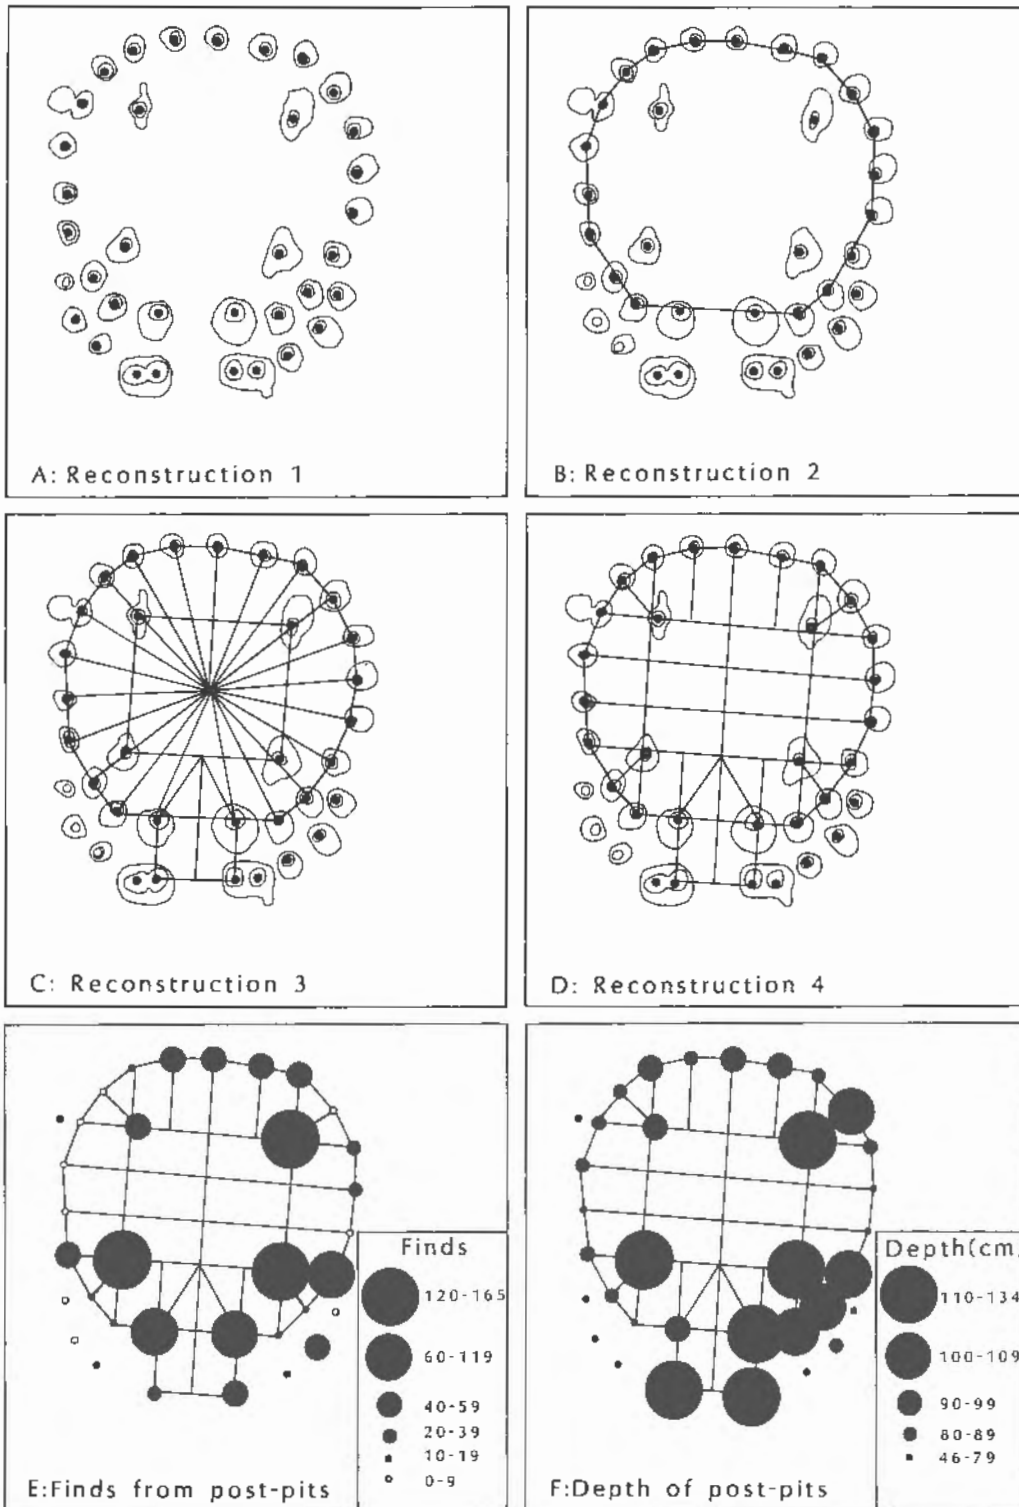 A: Reconstruction 1
B: Reconstruction 2
C: Reconstruction 3
D: Reconstruction 4
Finds
120-165
60-119
40-59
20-39
10-19
0-9
E:Finds from post-pits
Depth(cm
110-134
100-109
90-99
80-89
46-79
F:Depth of post-pits